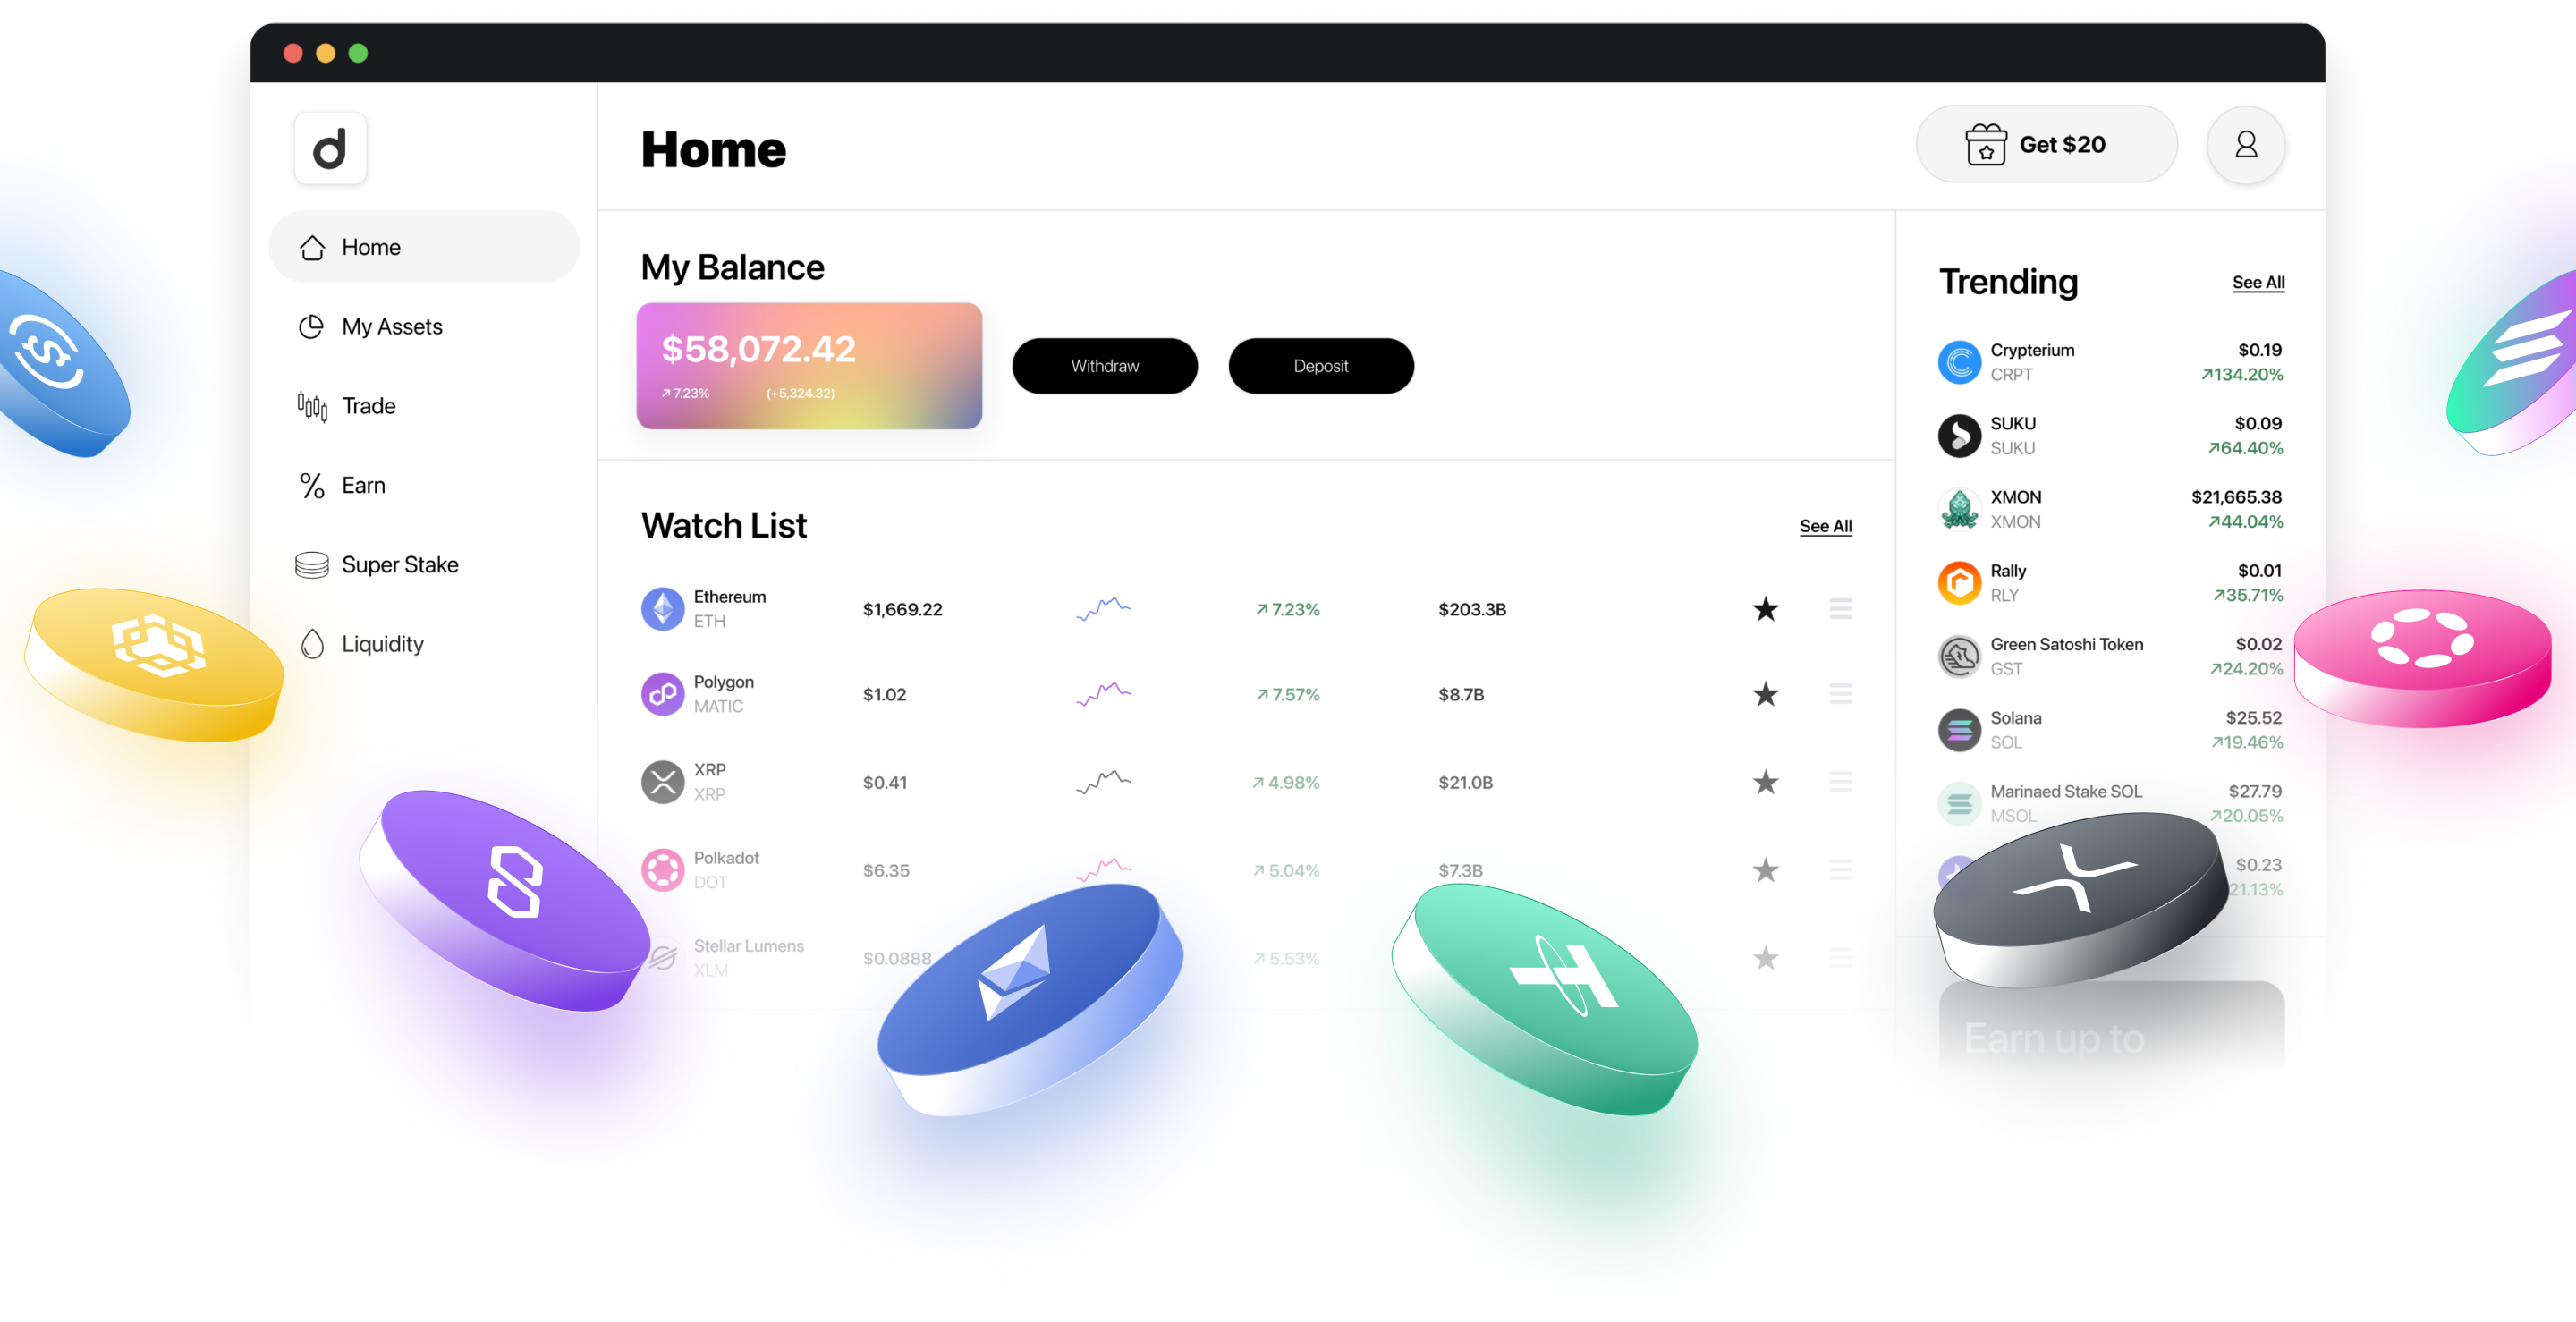 d
Home
Get $20
Home
My Assets
Trade
Earn
Super Stake
Liquidity
My Balance
$58,072.42
7.23% (+5,324.32)
Withdraw
Deposit
Watch List
See All
Ethereum
ETH
$1,669.22
7.23%
$203.3B
Polygon
MATIC
$1.02
7.57%
$8.7B
XRP
XRP
$0.41
4.98%
$21.0B
Polkadot
DOT
$6.35
5.04%
$7.3B
Stellar Lumens
XLM
$0.0888
5.53%
Trending
See All
Crypterium
$0.19
CRPT
134.20%
SUKU
$0.09
SUKU
64.40%
XMON
$21,665.38
XMON
44.04%
Rally
$0.01
RLY
35.71%
Green Satoshi Token
$0.02
GST
24.20%
Solana
$25.52
SOL
19.46%
Marinaed Stake SOL
$27.79
MSOL
20.05%
$0.23
21.13%
Earn up to